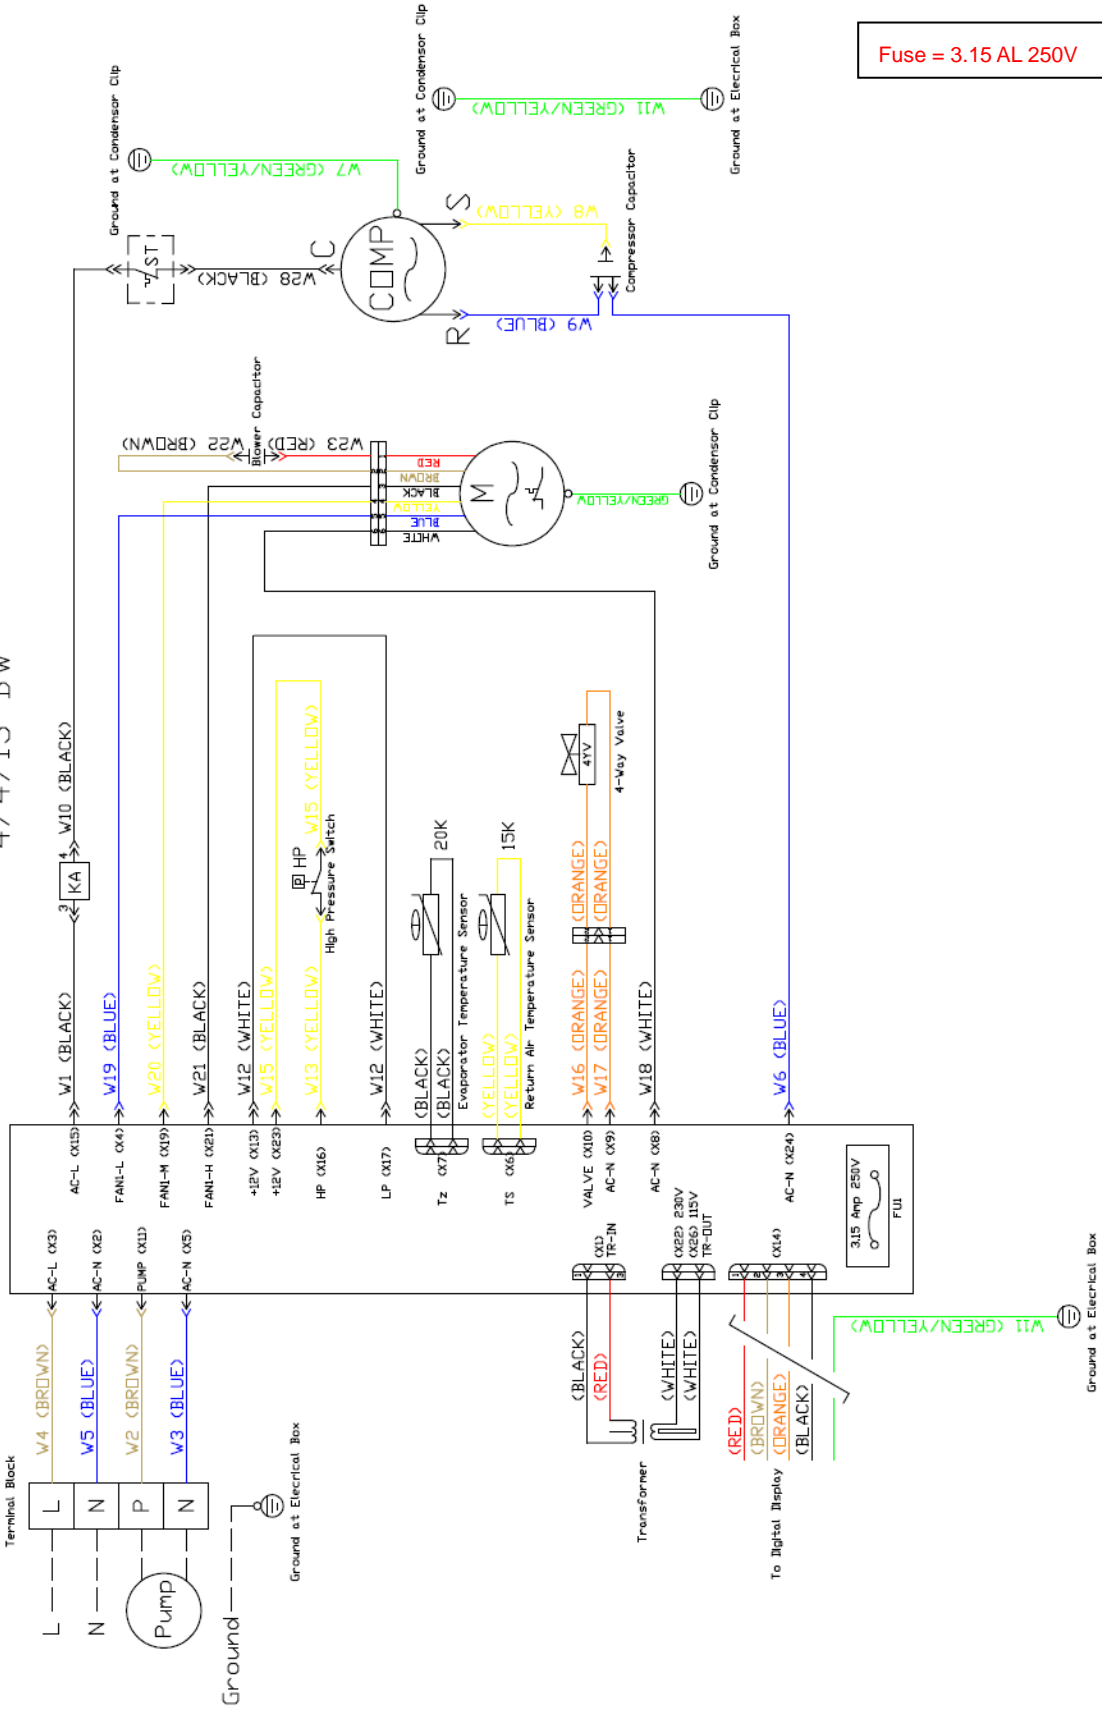 Fuse = 3.15 AL 250V
Terminal Block
L
N
P
N
L
N
Pump
Ground
Ground at Elecrical Box
W4 (BROWN)
W5 (BLUE)
W2 (BROWN)
W3 (BLUE)
AC-L (X3)
AC-N (X2)
PUMP (X11)
AC-N (X5)
AC-L (X15)
FAN1-L (X4)
FAN1-M (X19)
FAN1-H (X21)
+12V (X13)
+12V (X23)
HP (X16)
LP (X17)
Tz (X7)
TS (X6)
VALVE (X10)
AC-N (X9)
AC-N (X8)
AC-N (X24)
W1 (BLACK)
3
KA
4
W10 (BLACK)
ST
W28 (BLACK)
C
COMP
R
S
W7 (GREEN/YELLOW)
Ground at Condensor Clip
W8 (YELLOW)
W9 (BLUE)
Compressor Capacitor
Ground at Condensor Clip
W11 (GREEN/YELLOW)
Ground at Elecrical Box
W19 (BLUE)
W20 (YELLOW)
W21 (BLACK)
W12 (WHITE)
W15 (YELLOW)
W13 (YELLOW)
P HP
W15 (YELLOW)
High Pressure Switch
W12 (WHITE)
W22 (BROWN)
Blower Capacitor
W23 (RED)
RED
BROWN
BLACK
YELLOW
BLUE
WHITE
M
GREEN/YELLOW
Ground at Condensor Clip
(BLACK)
(BLACK)
20K
Evaporator Temperature Sensor
(YELLOW)
(YELLOW)
15K
Return Air Temperature Sensor
W16 (ORANGE)
W17 (ORANGE)
W16 (ORANGE)
W17 (ORANGE)
4YV
4-Way Valve
W18 (WHITE)
W6 (BLUE)
(X1)
TR-IN
1
3
(BLACK)
(RED)
(WHITE)
(WHITE)
Transformer
(X22) 230V
(X26) 115V
TR-OUT
(X14)
1
2
3
4
(RED)
(BROWN)
(ORANGE)
(BLACK)
To Digital Display
3.15 Amp 250V
FU1
W11 (GREEN/YELLOW)
Ground at Elecrical Box